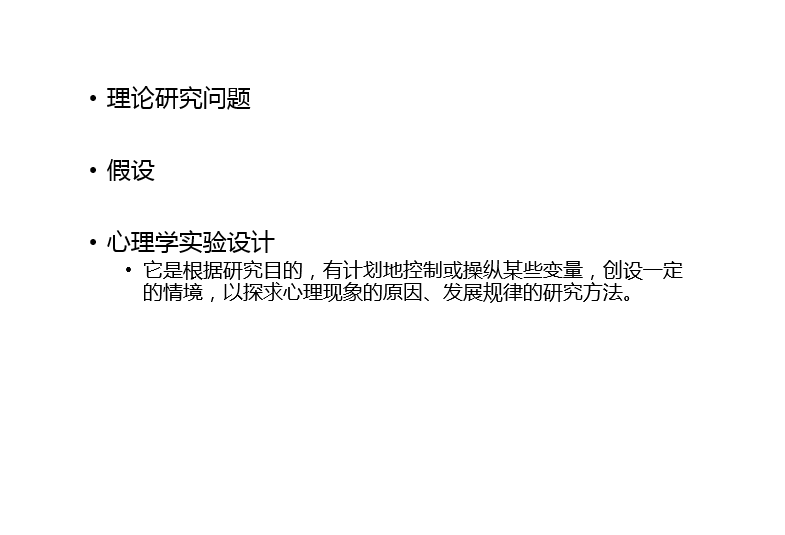 • 理论研究问题
• 假设
• 心理学实验设计
• 它是根据研究目的，有计划地控制或操纵某些变量，创设一定
的情境，以探求心理现象的原因、发展规律的研究方法。